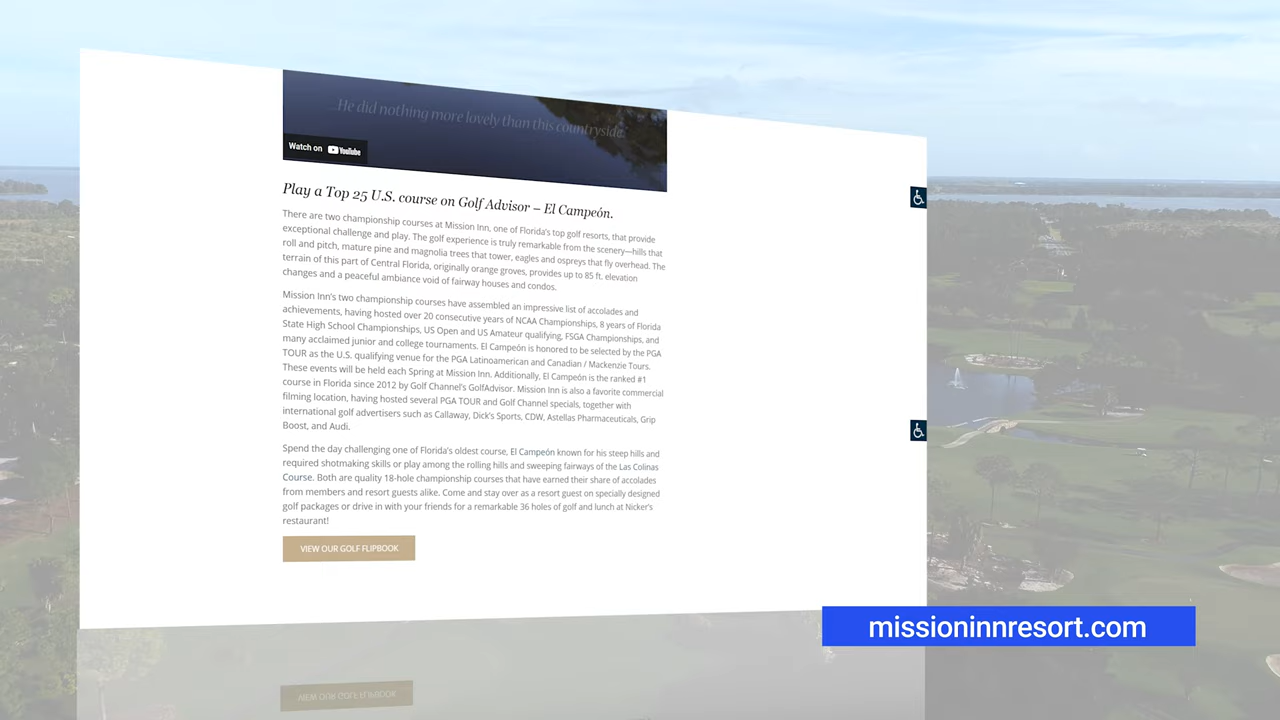 ...He did nothing more lovely than this countryside.
Watch on YouTube
Play a Top 25 U.S. course on Golf Advisor – El Campeón.
There are two championship courses at Mission Inn, one of Florida's top golf resorts, that provide
exceptional challenge and play. The golf experience is truly remarkable from the scenery—hills that
roll and pitch, mature pine and magnolia trees that tower, eagles and ospreys that fly overhead. The
terrain of this part of Central Florida, originally orange groves, provides up to 85 ft. elevation
changes and a peaceful ambiance void of fairway houses and condos.
Mission Inn's two championship courses have assembled an impressive list of accolades and
achievements, having hosted over 20 consecutive years of NCAA Championships, 8 years of Florida
State High School Championships, US Open and US Amateur qualifying, FSGA Championships, and
many acclaimed junior and college tournaments. El Campeón is honored to be selected by the PGA
TOUR as the U.S. qualifying venue for the PGA Latinoamerican and Canadian / Mackenzie Tours.
These events will be held each Spring at Mission Inn. Additionally, El Campeón is the ranked #1
course in Florida since 2012 by Golf Channel's GolfAdvisor. Mission Inn is also a favorite commercial
filming location, having hosted several PGA TOUR and Golf Channel specials, together with
international golf advertisers such as Callaway, Dick's Sports, CDW, Astellas Pharmaceuticals, Grip
Boost, and Audi.
Spend the day challenging one of Florida's oldest course, El Campeón known for his steep hills and
required shotmaking skills or play among the rolling hills and sweeping fairways of the Las Colinas
Course. Both are quality 18-hole championship courses that have earned their share of accolades
from members and resort guests alike. Come and stay over as a resort guest on specially designed
golf packages or drive in with your friends for a remarkable 36 holes of golf and lunch at Nicker's
restaurant!
VIEW OUR GOLF FLIPBOOK
missioninnresort.com